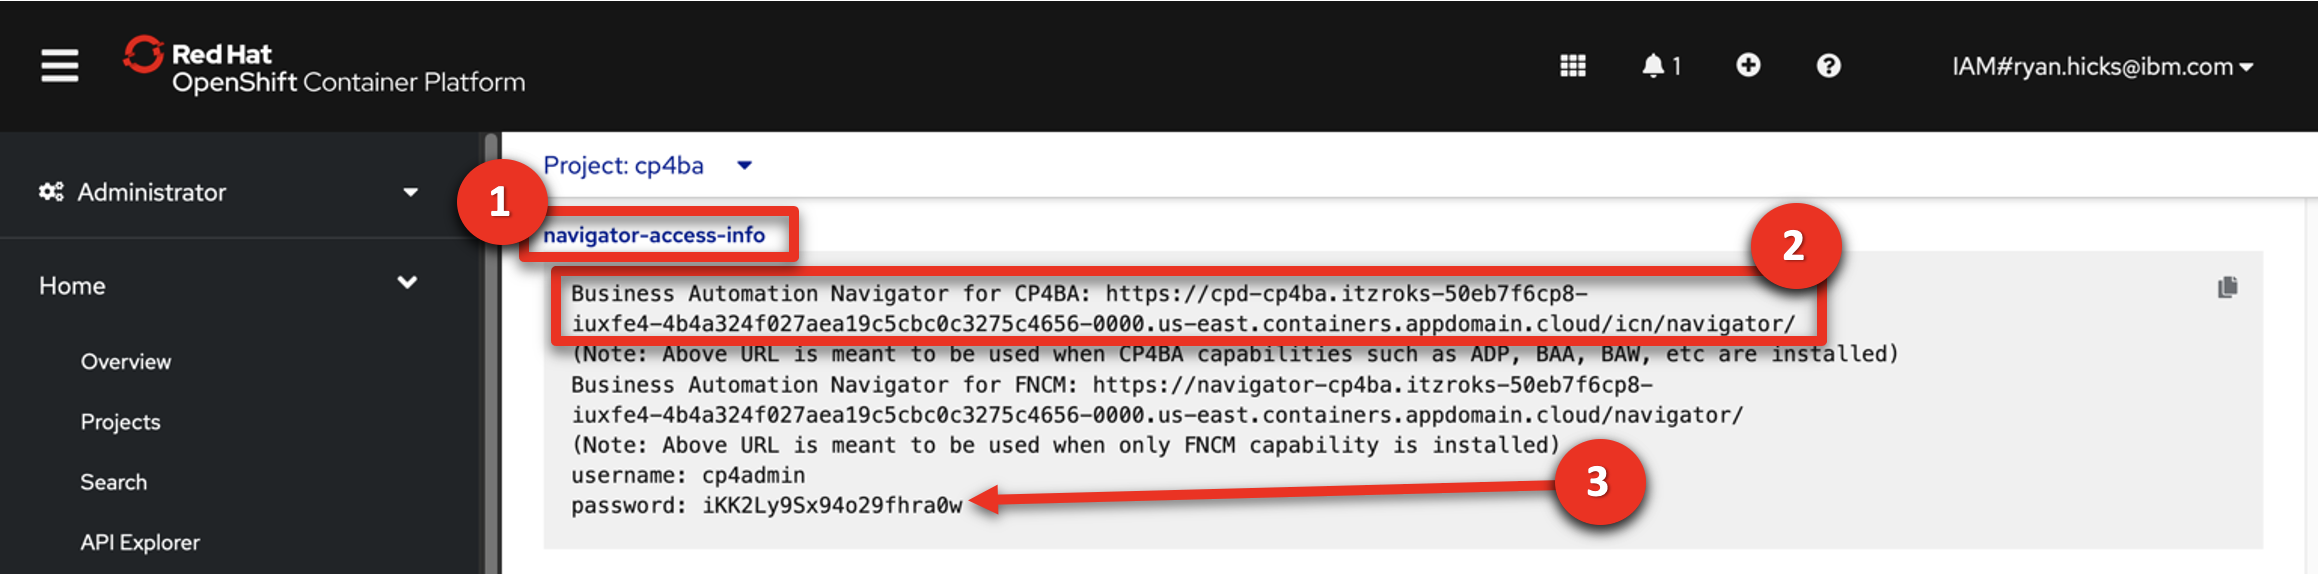 Red Hat
OpenShift Container Platform
1
IAM#ryan.hicks@ibm.com
Administrator
Home
Overview
Projects
Search
API Explorer
Project: cp4ba
1
navigator-access-info
2
Business Automation Navigator for CP4BA: https://cpd-cp4ba.itzroks-50eb7f6cp8-
iuxfe4-4b4a324f027aea19c5cbc0c3275c4656-0000.us-east.containers.appdomain.cloud/icn/navigator/
(Note: Above URL is meant to be used when CP4BA capabilities such as ADP, BAA, BAW, etc are installed)
Business Automation Navigator for FNCM: https://navigator-cp4ba.itzroks-50eb7f6cp8-
iuxfe4-4b4a324f027aea19c5cbc0c3275c4656-0000.us-east.containers.appdomain.cloud/navigator/
(Note: Above URL is meant to be used when only FNCM capability is installed)
username: cp4admin
password: iKK2Ly9Sx94o29fhra0w
3